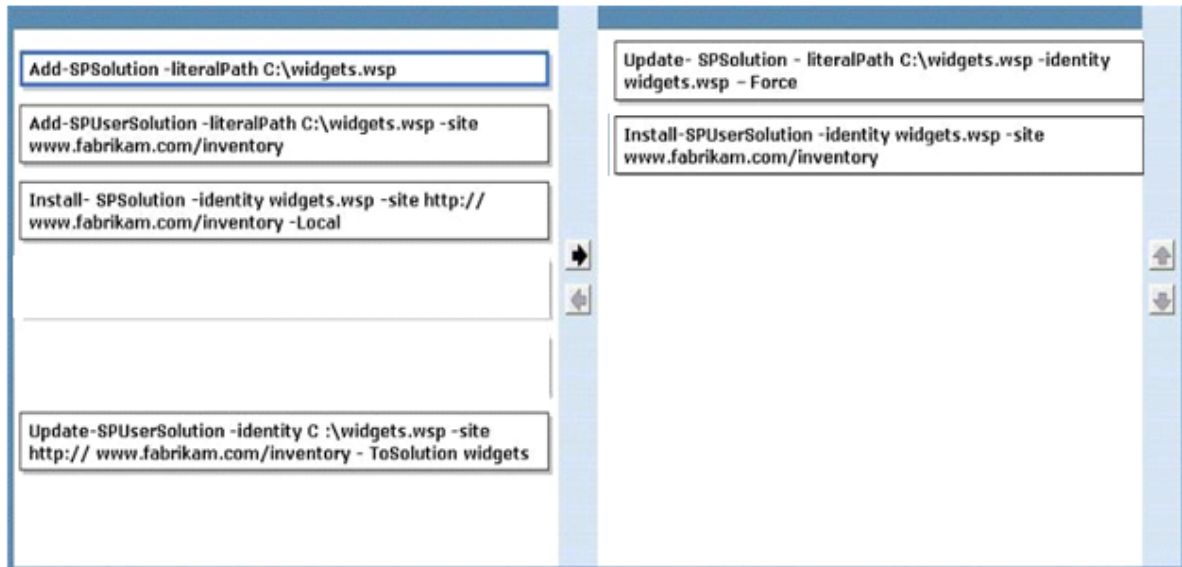 Add-SPSolution -literalPath C:\widgets.wsp
Add-SPUserSolution -literalPath C:\widgets.wsp -site
www.fabrikam.com/inventory
Install- SPSolution -identity widgets.wsp -site http://
www.fabrikam.com/inventory -Local
Update-SPUserSolution -identity C :\widgets.wsp -site
http:// www.fabrikam.com/inventory - ToSolution widgets
Update- SPSolution - literalPath C:\widgets.wsp -identity
widgets.wsp – Force
Install-SPUserSolution -identity widgets.wsp -site
www.fabrikam.com/inventory